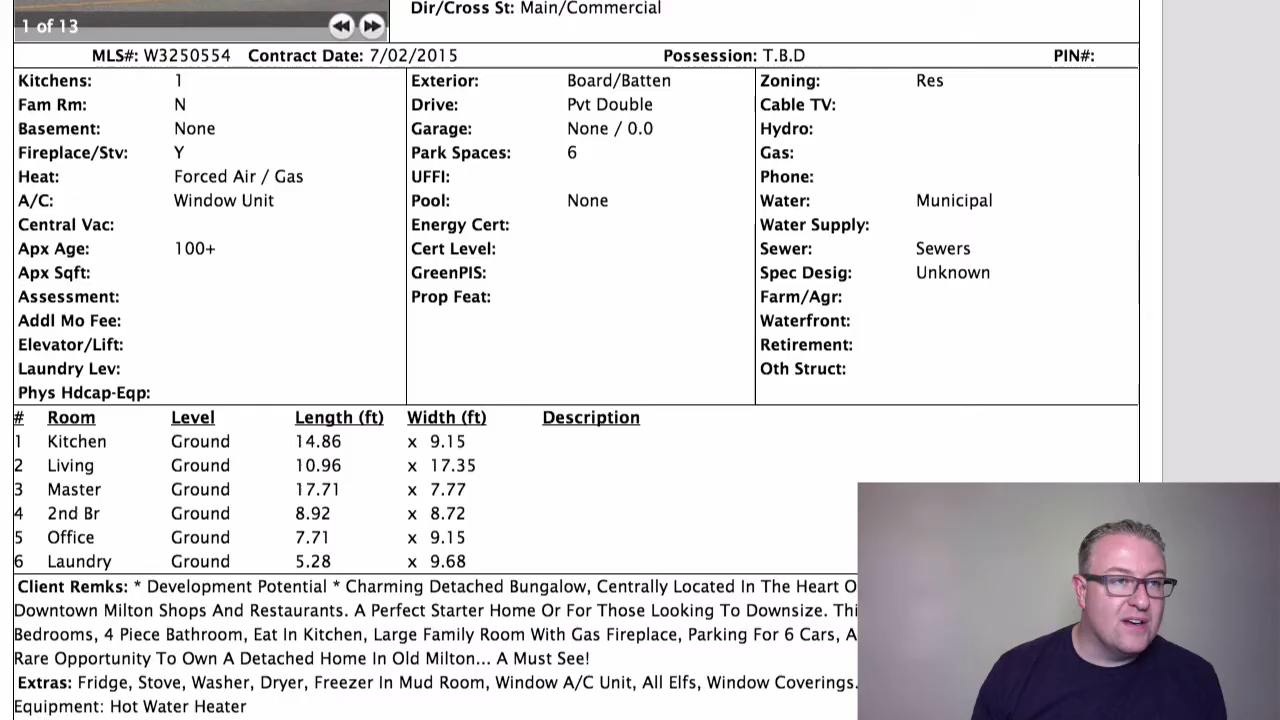 Dir/Cross St: Main/Commercial
1 of 13
MLS#: W3250554 Contract Date: 7/02/2015 Possession: T.B.D PIN#:
Kitchens: 1
Fam Rm: N
Basement: None
Fireplace/Stv: Y
Heat: Forced Air / Gas
A/C: Window Unit
Central Vac:
Apx Age: 100+
Apx Sqft:
Assessment:
Addl Mo Fee:
Elevator/Lift:
Laundry Lev:
Phys Hdcap-Eqp:
Exterior: Board/Batten
Drive: Pvt Double
Garage: None / 0.0
Park Spaces: 6
UFFI:
Pool: None
Energy Cert:
Cert Level:
GreenPIS:
Prop Feat:
Zoning: Res
Cable TV:
Hydro:
Gas:
Phone:
Water: Municipal
Water Supply:
Sewer: Sewers
Spec Desig: Unknown
Farm/Agr:
Waterfront:
Retirement:
Oth Struct:
# Room Level Length (ft) Width (ft) Description
1 Kitchen Ground 14.86 x 9.15
2 Living Ground 10.96 x 17.35
3 Master Ground 17.71 x 7.77
4 2nd Br Ground 8.92 x 8.72
5 Office Ground 7.71 x 9.15
6 Laundry Ground 5.28 x 9.68
Client Remks: * Development Potential * Charming Detached Bungalow, Centrally Located In The Heart O
Downtown Milton Shops And Restaurants. A Perfect Starter Home Or For Those Looking To Downsize. Thi
Bedrooms, 4 Piece Bathroom, Eat In Kitchen, Large Family Room With Gas Fireplace, Parking For 6 Cars, A
Rare Opportunity To Own A Detached Home In Old Milton... A Must See!
Extras: Fridge, Stove, Washer, Dryer, Freezer In Mud Room, Window A/C Unit, All Elfs, Window Coverings.
Equipment: Hot Water Heater